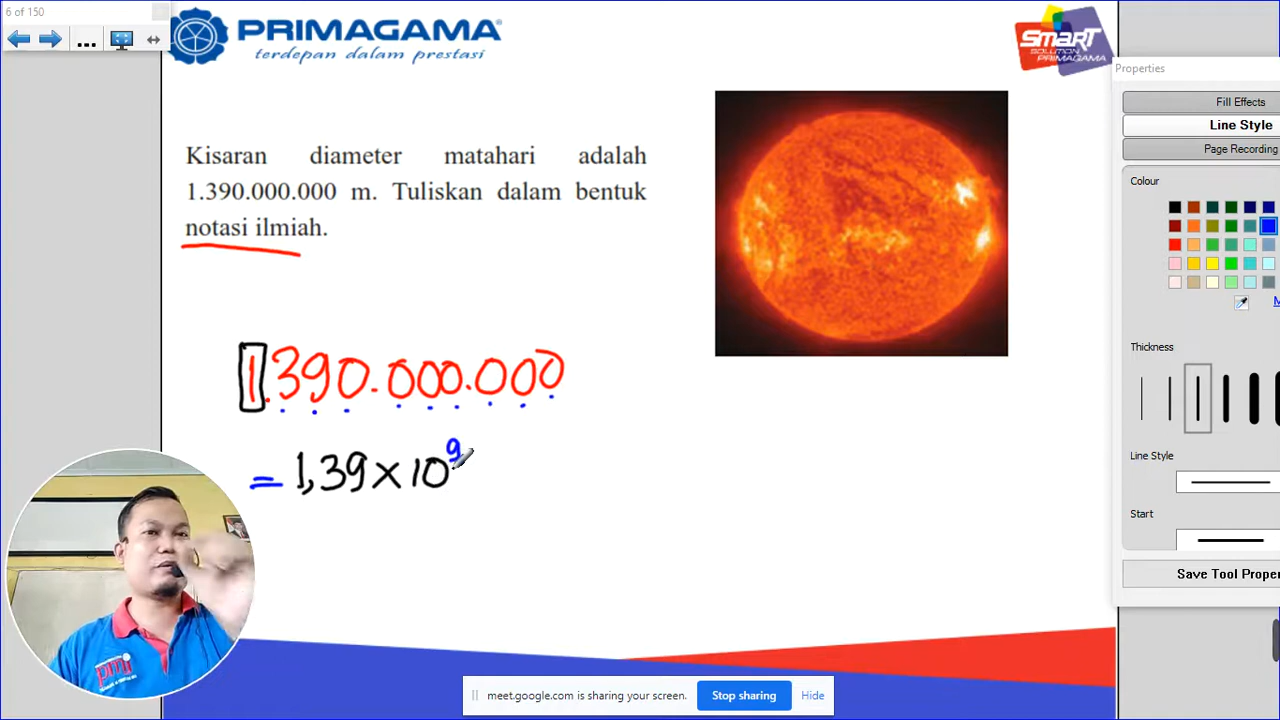 6 of 150
...
PRIMAGAMA
terdepan dalam prestasi
SMART
SOLUTION
PRIMAGAMA
Properties
Fill Effects
Line Style
Page Recording
Colour
Kisaran diameter matahari adalah
1.390.000.000 m. Tuliskan dalam bentuk
notasi ilmiah.
Thickness
1.390.000.000
= 1,39 × 10⁹
Line Style
Start
Save Tool Proper
meet.google.com is sharing your screen.
Stop sharing
Hide